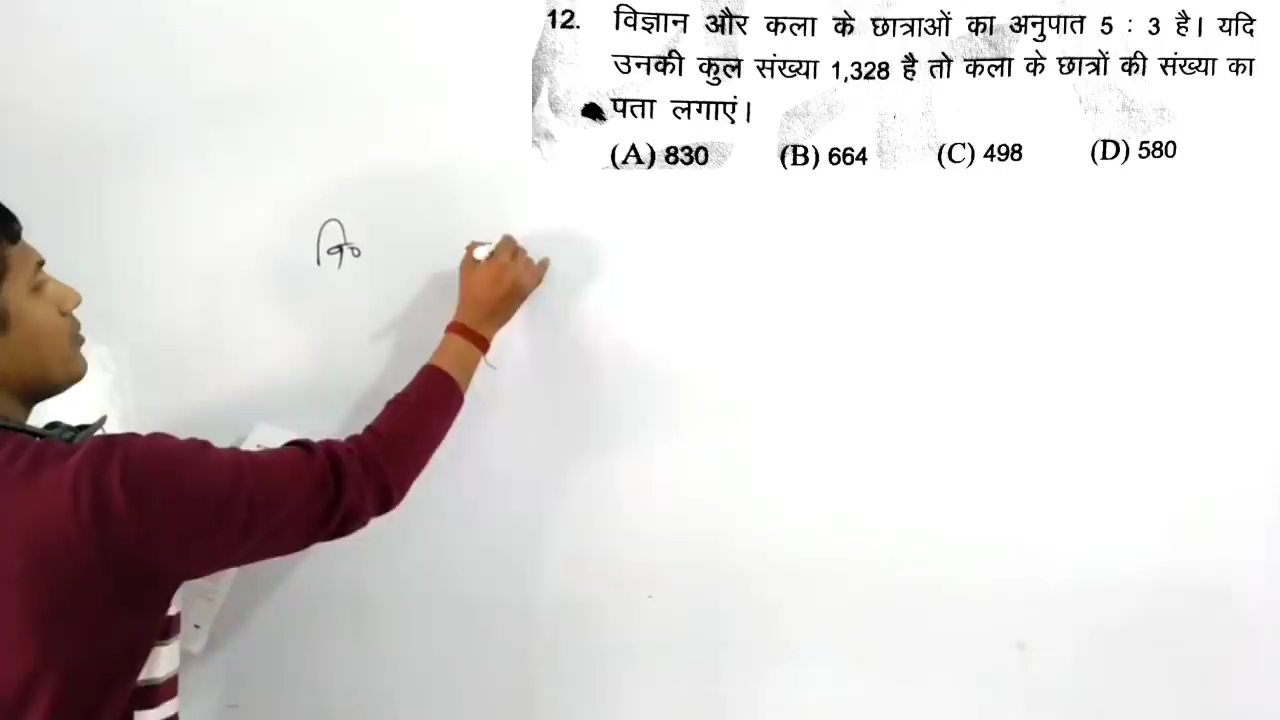 12. विज्ञान और कला के छात्राओं का अनुपात 5 : 3 है। यदि
उनकी कुल संख्या 1,328 है तो कला के छात्रों की संख्या का
पता लगाएं।
(A) 830 (B) 664 (C) 498 (D) 580
वि०